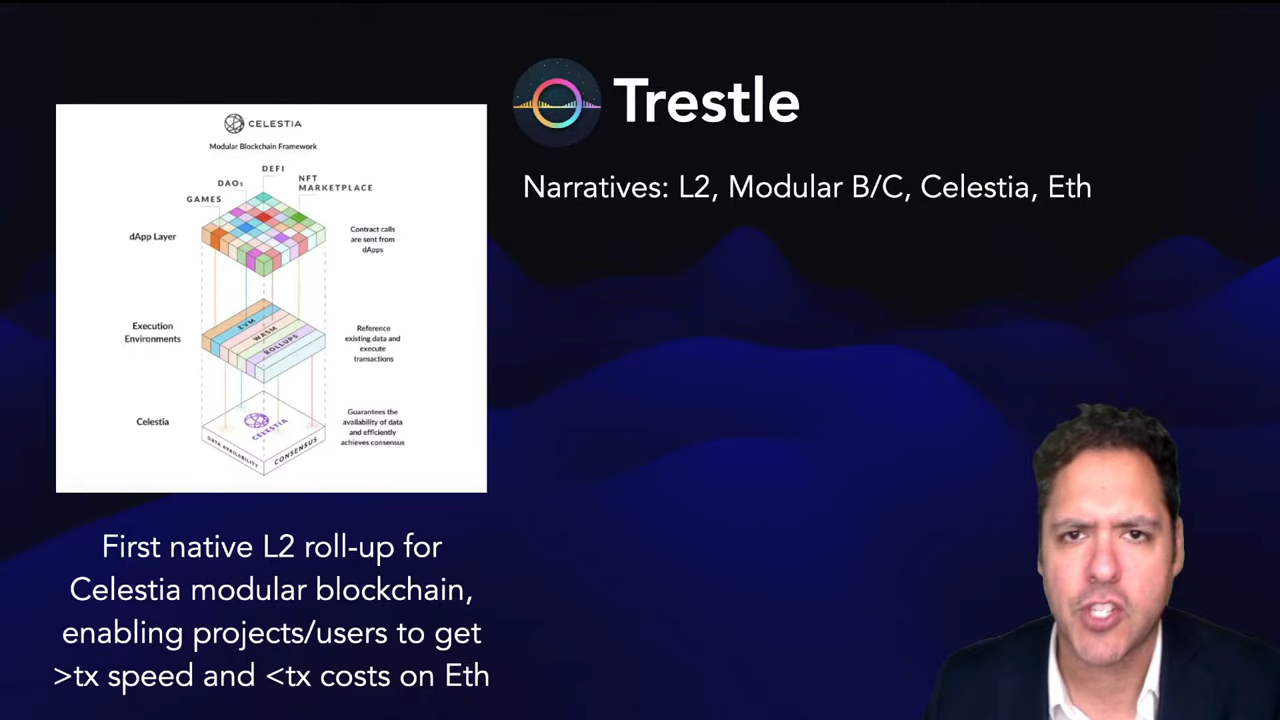 Trestle
Narratives: L2, Modular B/C, Celestia, Eth
CELESTIA
Modular Blockchain Framework
DEFI
DAOs
NFT
MARKETPLACE
GAMES
dApp Layer
Contract calls
are sent from
dApps
EVM
WASM
ROLLUPS
Execution
Environments
Reference
existing data and
execute
transactions
Celestia
CELESTIA
DATA AVAILABILITY
CONSENSUS
Guarantees the
availability of data
and efficiently
achieves consensus
First native L2 roll-up for
Celestia modular blockchain,
enabling projects/users to get
>tx speed and <tx costs on Eth